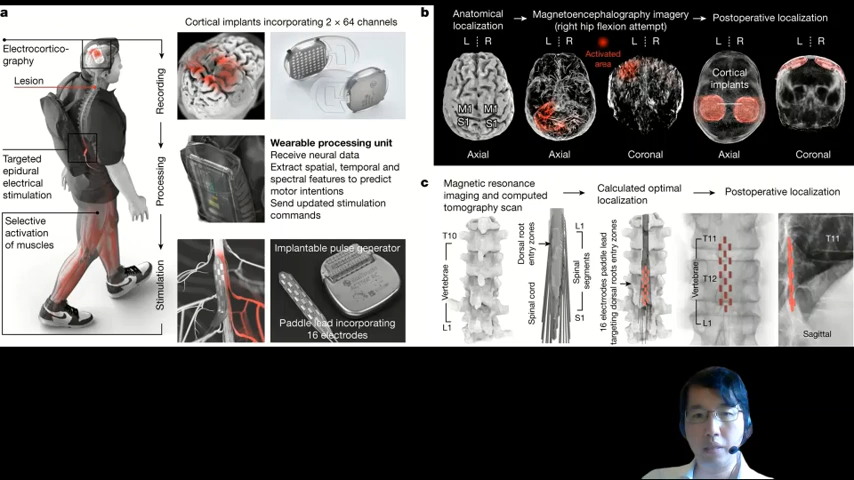 a
Cortical implants incorporating 2 × 64 channels
Electrocortico-
graphy
Lesion
Targeted
epidural
electrical
stimulation
Selective
activation
of muscles
Recording
Processing
Stimulation
Wearable processing unit
Receive neural data
Extract spatial, temporal and
spectral features to predict
motor intentions
Send updated stimulation
commands
Implantable pulse generator
Paddle lead incorporating
16 electrodes
b
Anatomical
localization
Magnetoencephalography imagery
(right hip flexion attempt)
Postoperative localization
L R
L R
Activated
area
L R
L R
L R
M1 M1
S1 S1
Cortical
implants
Axial
Axial
Coronal
Axial
Coronal
c
Magnetic resonance
imaging and computed
tomography scan
Calculated optimal
localization
Postoperative localization
T10
Vertebrae
L1
Dorsal root
entry zones
Spinal cord
L1
Spinal
segments
S1
16 electrodes paddle lead
targeting dorsal roots entry zones
T11
Vertebrae
T12
L1
T11
Sagittal